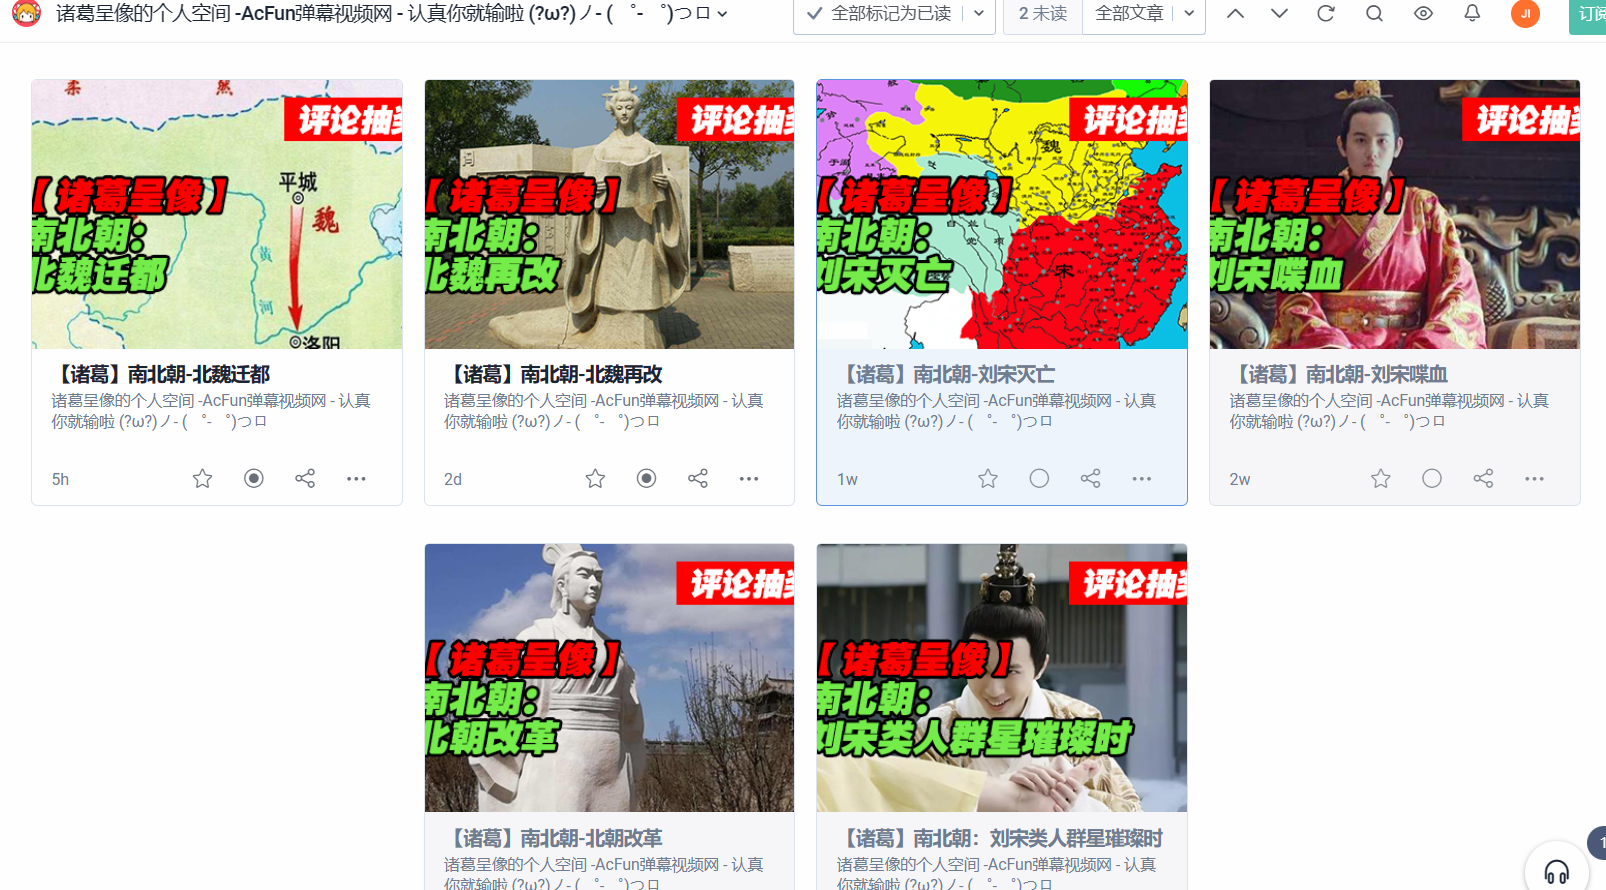 诸葛呈像的个人空间 -AcFun弹幕视频网 - 认真你就输啦 (?ω?)ノ- ( ゜- ゜)つロ
全部标记为已读
2 未读
全部文章
JI
订阅
柔 然
评论抽奖
平城
魏
黄
河
洛阳
【诸葛呈像】
南北朝：
北魏迁都
评论抽奖
【诸葛呈像】
南北朝：
北魏再改
评论抽奖
魏
于阗
白兰
党项
宋
【诸葛呈像】
南北朝：
刘宋灭亡
评论抽奖
【诸葛呈像】
南北朝：
刘宋喋血
【诸葛】南北朝-北魏迁都
诸葛呈像的个人空间 -AcFun弹幕视频网 - 认真
你就输啦 (?ω?)ノ- ( ゜- ゜)つロ
5h
【诸葛】南北朝-北魏再改
诸葛呈像的个人空间 -AcFun弹幕视频网 - 认真
你就输啦 (?ω?)ノ- ( ゜- ゜)つロ
2d
【诸葛】南北朝-刘宋灭亡
诸葛呈像的个人空间 -AcFun弹幕视频网 - 认真
你就输啦 (?ω?)ノ- ( ゜- ゜)つロ
1w
【诸葛】南北朝-刘宋喋血
诸葛呈像的个人空间 -AcFun弹幕视频网 - 认真
你就输啦 (?ω?)ノ- ( ゜- ゜)つロ
2w
评论抽奖
【诸葛呈像】
南北朝：
北朝改革
评论抽奖
【诸葛呈像】
南北朝：
刘宋类人群星璀璨时
【诸葛】南北朝-北朝改革
诸葛呈像的个人空间 -AcFun弹幕视频网 - 认真
你就输啦 (?ω?)ノ- ( ゜- ゜)つロ
【诸葛】南北朝：刘宋类人群星璀璨时
诸葛呈像的个人空间 -AcFun弹幕视频网 - 认真
你就输啦 (?ω?)ノ- ( ゜- ゜)つロ
1